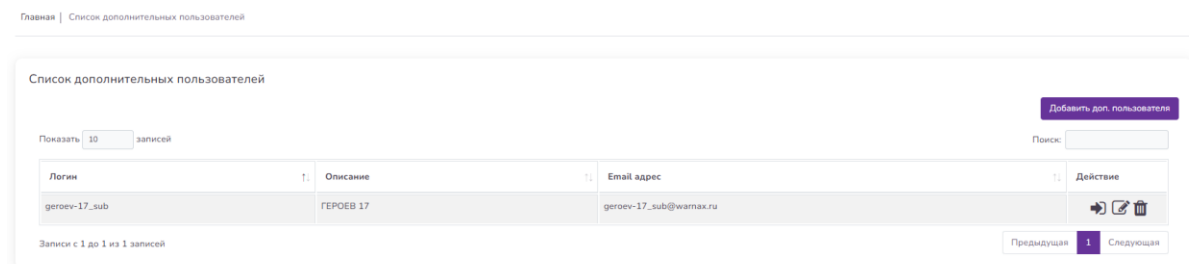 Главная | Список дополнительных пользователей
Список дополнительных пользователей
Добавить доп. пользователя
Показать 10 записей
Поиск:
Логин Описание Email адрес Действие
geroev-17_sub ГЕРОЕВ 17 geroev-17_sub@warnax.ru
Записи с 1 до 1 из 1 записей
Предыдущая 1 Следующая